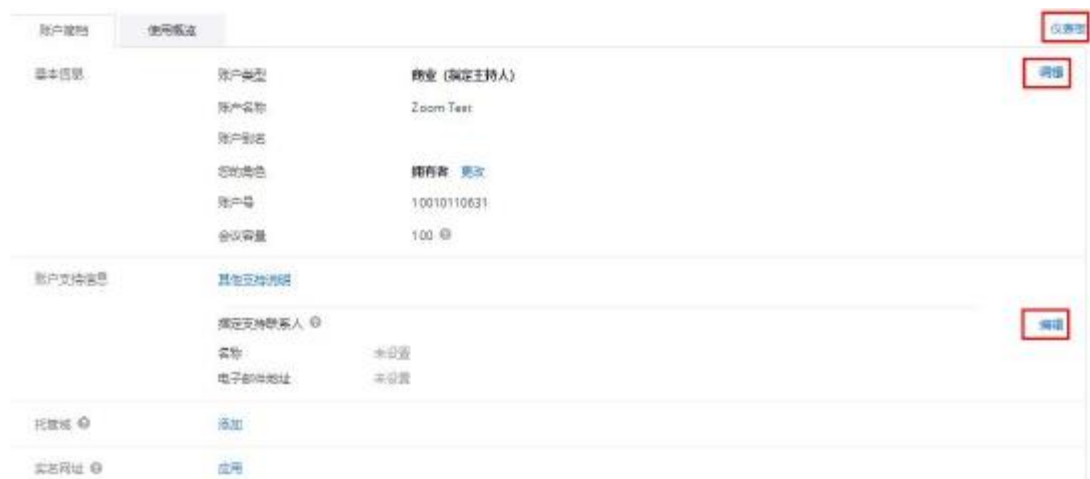 账户建档 使用概述 仪表板
基本信息 账户类型 商业（指定主持人） 编辑
账户名称 Zoom Test
账户别名
您的角色 拥有者 更改
账户号 10010110631
会议容量 100
账户支持信息 其他支持说明
指定支持联系人 编辑
名称 未设置
电子邮件地址 未设置
托管域 添加
实名网址 应用